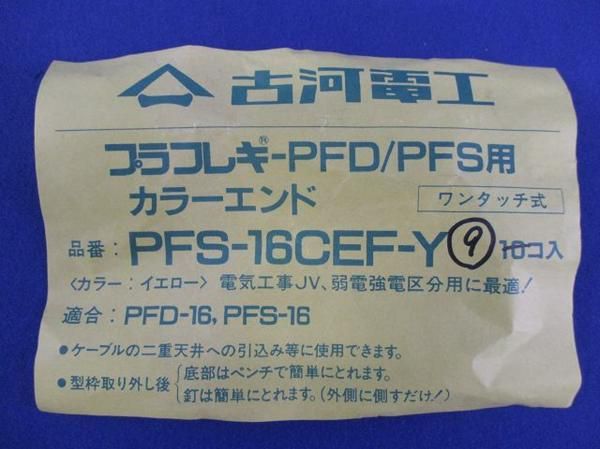 古河電工
プラフレキ®-PFD/PFS用
カラーエンド ワンタッチ式
品番：PFS-16CEF-Y ⑨ 10コ入
〈カラー：イエロー〉電気工事JV、弱電強電区分用に最適！
適合：PFD-16, PFS-16
●ケーブルの二重天井への引込み等に使用できます。
●型枠取り外し後 底部はペンチで簡単にとれます。
釘は簡単にとれます。(外側に側すだけ！)